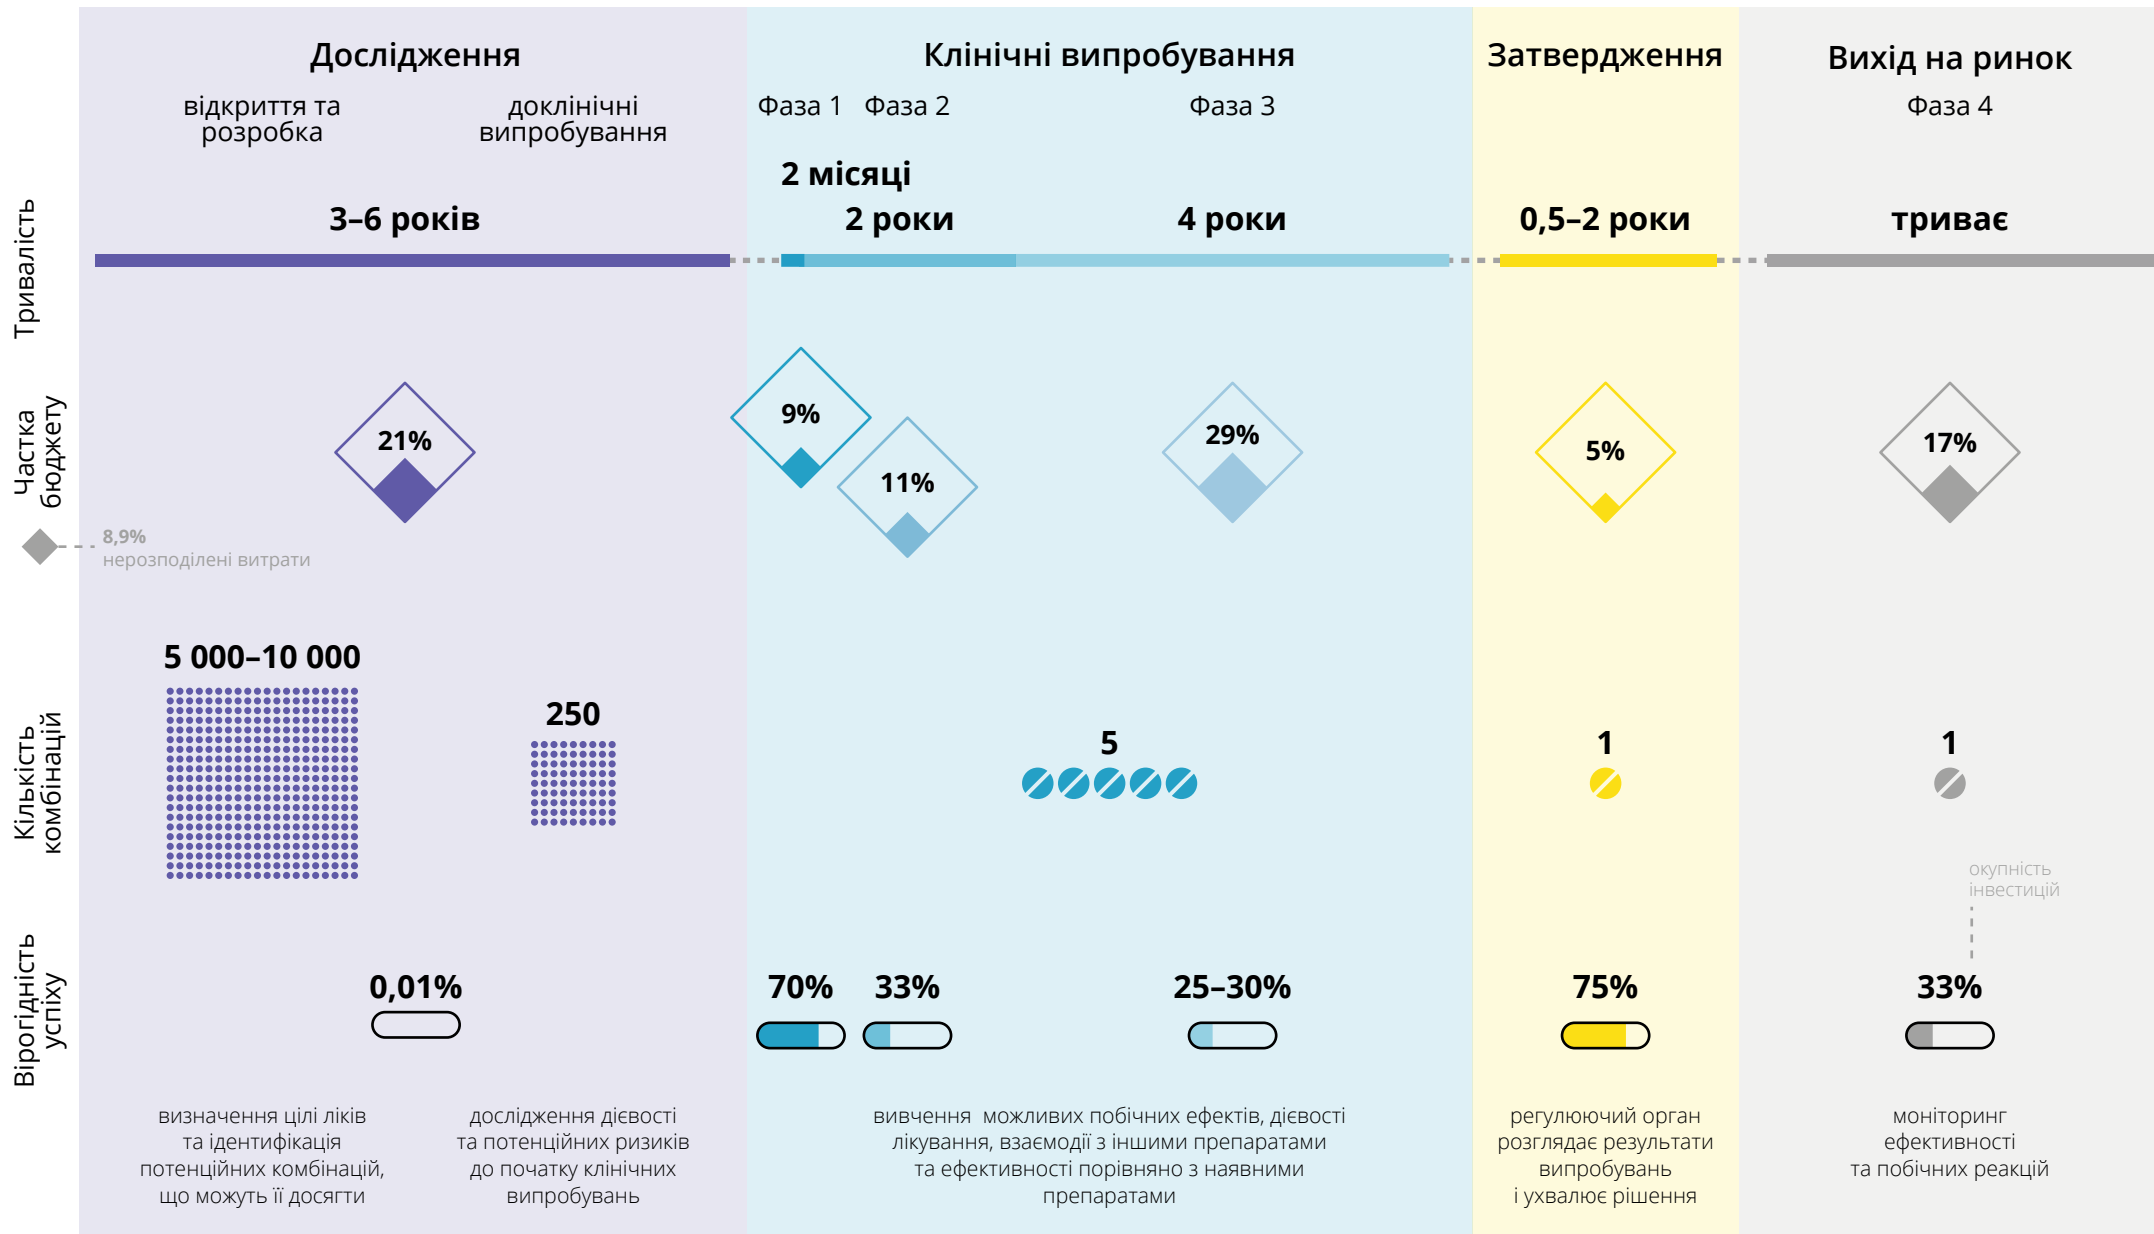 Дослідження
відкриття та
розробка
доклінічні
випробування
Клінічні випробування
Фаза 1
Фаза 2
Фаза 3
Затвердження
Вихід на ринок
Фаза 4
Тривалість
3–6 років
2 місяці
2 роки
4 роки
0,5–2 роки
триває
Частка
бюджету
21%
9%
11%
29%
5%
17%
8,9%
нерозподілені витрати
Кількість
комбінацій
5 000–10 000
250
5
1
1
Вірогідність
успіху
0,01%
70%
33%
25–30%
75%
окупність
інвестицій
33%
визначення цілі ліків
та ідентифікація
потенційних комбінацій,
що можуть її досягти
дослідження дієвості
та потенційних ризиків
до початку клінічних
випробувань
вивчення  можливих побічних ефектів, дієвості
лікування, взаємодії з іншими препаратами
та ефективності порівняно з наявними
препаратами
регулюючий орган
розглядає результати
випробувань
і ухвалює рішення
моніторинг
ефективності
та побічних реакцій